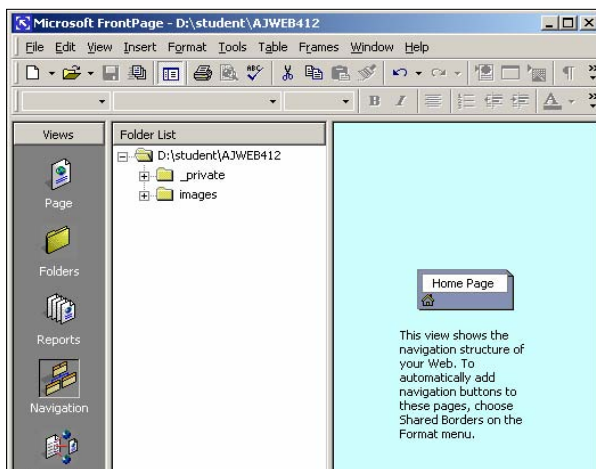 Microsoft FrontPage - D:\student\AJWEB412
File Edit View Insert Format Tools Table Frames Window Help
ABC
B I A
Views
Folder List
D:\student\AJWEB412
_private
images
Page
Folders
Reports
Navigation
Home Page
This view shows the
navigation structure of
your Web. To
automatically add
navigation buttons to
these pages, choose
Shared Borders on the
Format menu.